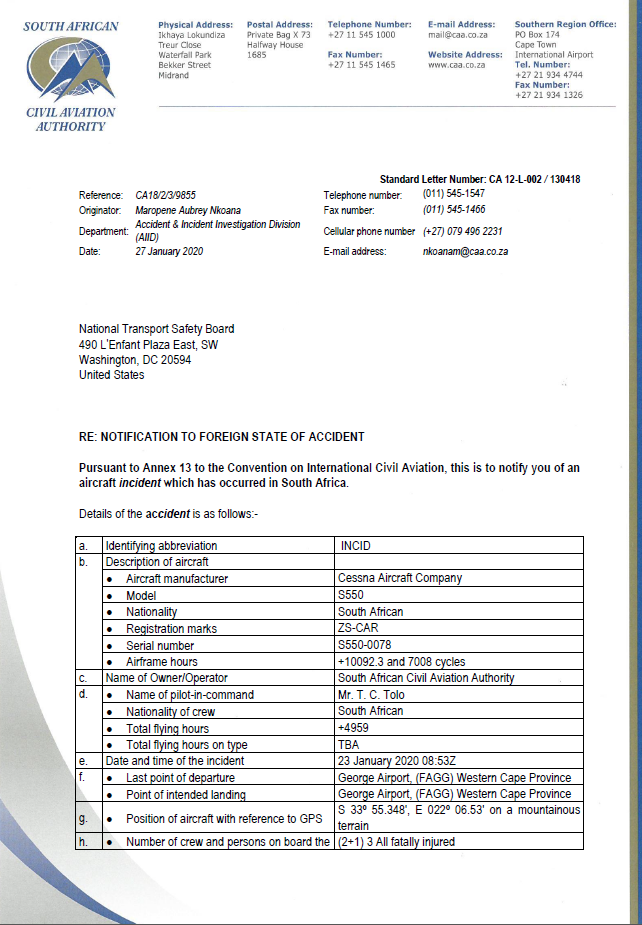 SOUTH AFRICAN
CIVIL AVIATION
AUTHORITY
Physical Address:
Ikhaya Lokundiza
Treur Close
Waterfall Park
Bekker Street
Midrand
Postal Address:
Private Bag X 73
Halfway House
1685
Telephone Number:
+27 11 545 1000
Fax Number:
+27 11 545 1465
E-mail Address:
mail@caa.co.za
Website Address:
www.caa.co.za
Southern Region Office:
PO Box 174
Cape Town
International Airport
Tel. Number:
+27 21 934 4744
Fax Number:
+27 21 934 1326
Standard Letter Number: CA 12-L-002 / 130418
Reference: CA18/2/3/9855 Telephone number: (011) 545-1547
Originator: Maropene Aubrey Nkoana Fax number: (011) 545-1466
Department: Accident & Incident Investigation Division
(AIID) Cellular phone number (+27) 079 496 2231
Date: 27 January 2020 E-mail address: nkoanam@caa.co.za
National Transport Safety Board
490 L'Enfant Plaza East, SW
Washington, DC 20594
United States
RE: NOTIFICATION TO FOREIGN STATE OF ACCIDENT
Pursuant to Annex 13 to the Convention on International Civil Aviation, this is to notify you of an
aircraft incident which has occurred in South Africa.
Details of the accident is as follows:-
a. Identifying abbreviation INCID
b. Description of aircraft
• Aircraft manufacturer Cessna Aircraft Company
• Model S550
• Nationality South African
• Registration marks ZS-CAR
• Serial number S550-0078
• Airframe hours +10092.3 and 7008 cycles
c. Name of Owner/Operator South African Civil Aviation Authority
d. • Name of pilot-in-command Mr. T. C. Tolo
• Nationality of crew South African
• Total flying hours +4959
• Total flying hours on type TBA
e. Date and time of the incident 23 January 2020 08:53Z
f. • Last point of departure George Airport, (FAGG) Western Cape Province
• Point of intended landing George Airport, (FAGG) Western Cape Province
g. • Position of aircraft with reference to GPS S 33º 55.348', E 022º 06.53' on a mountainous
terrain
h. • Number of crew and persons on board the (2+1) 3 All fatally injured